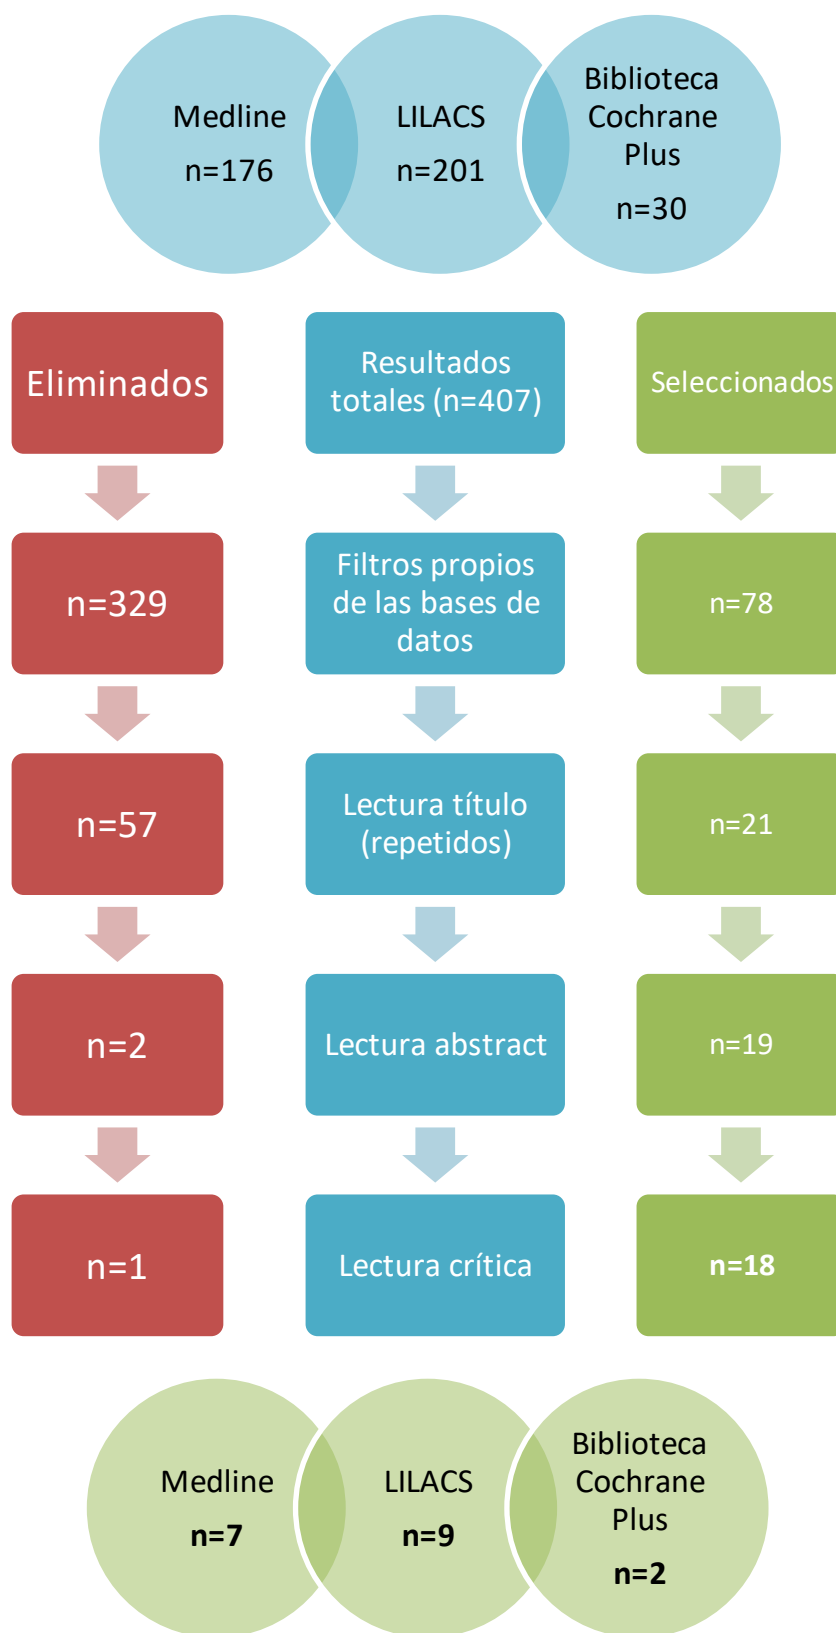 Medline
n=176
LILACS
n=201
Biblioteca
Cochrane
Plus
n=30
Eliminados
Resultados
totales (n=407)
Seleccionados
n=329
Filtros propios
de las bases de
datos
n=78
n=57
Lectura título
(repetidos)
n=21
n=2
Lectura abstract
n=19
n=1
Lectura crítica
n=18
Medline
n=7
LILACS
n=9
Biblioteca
Cochrane
Plus
n=2